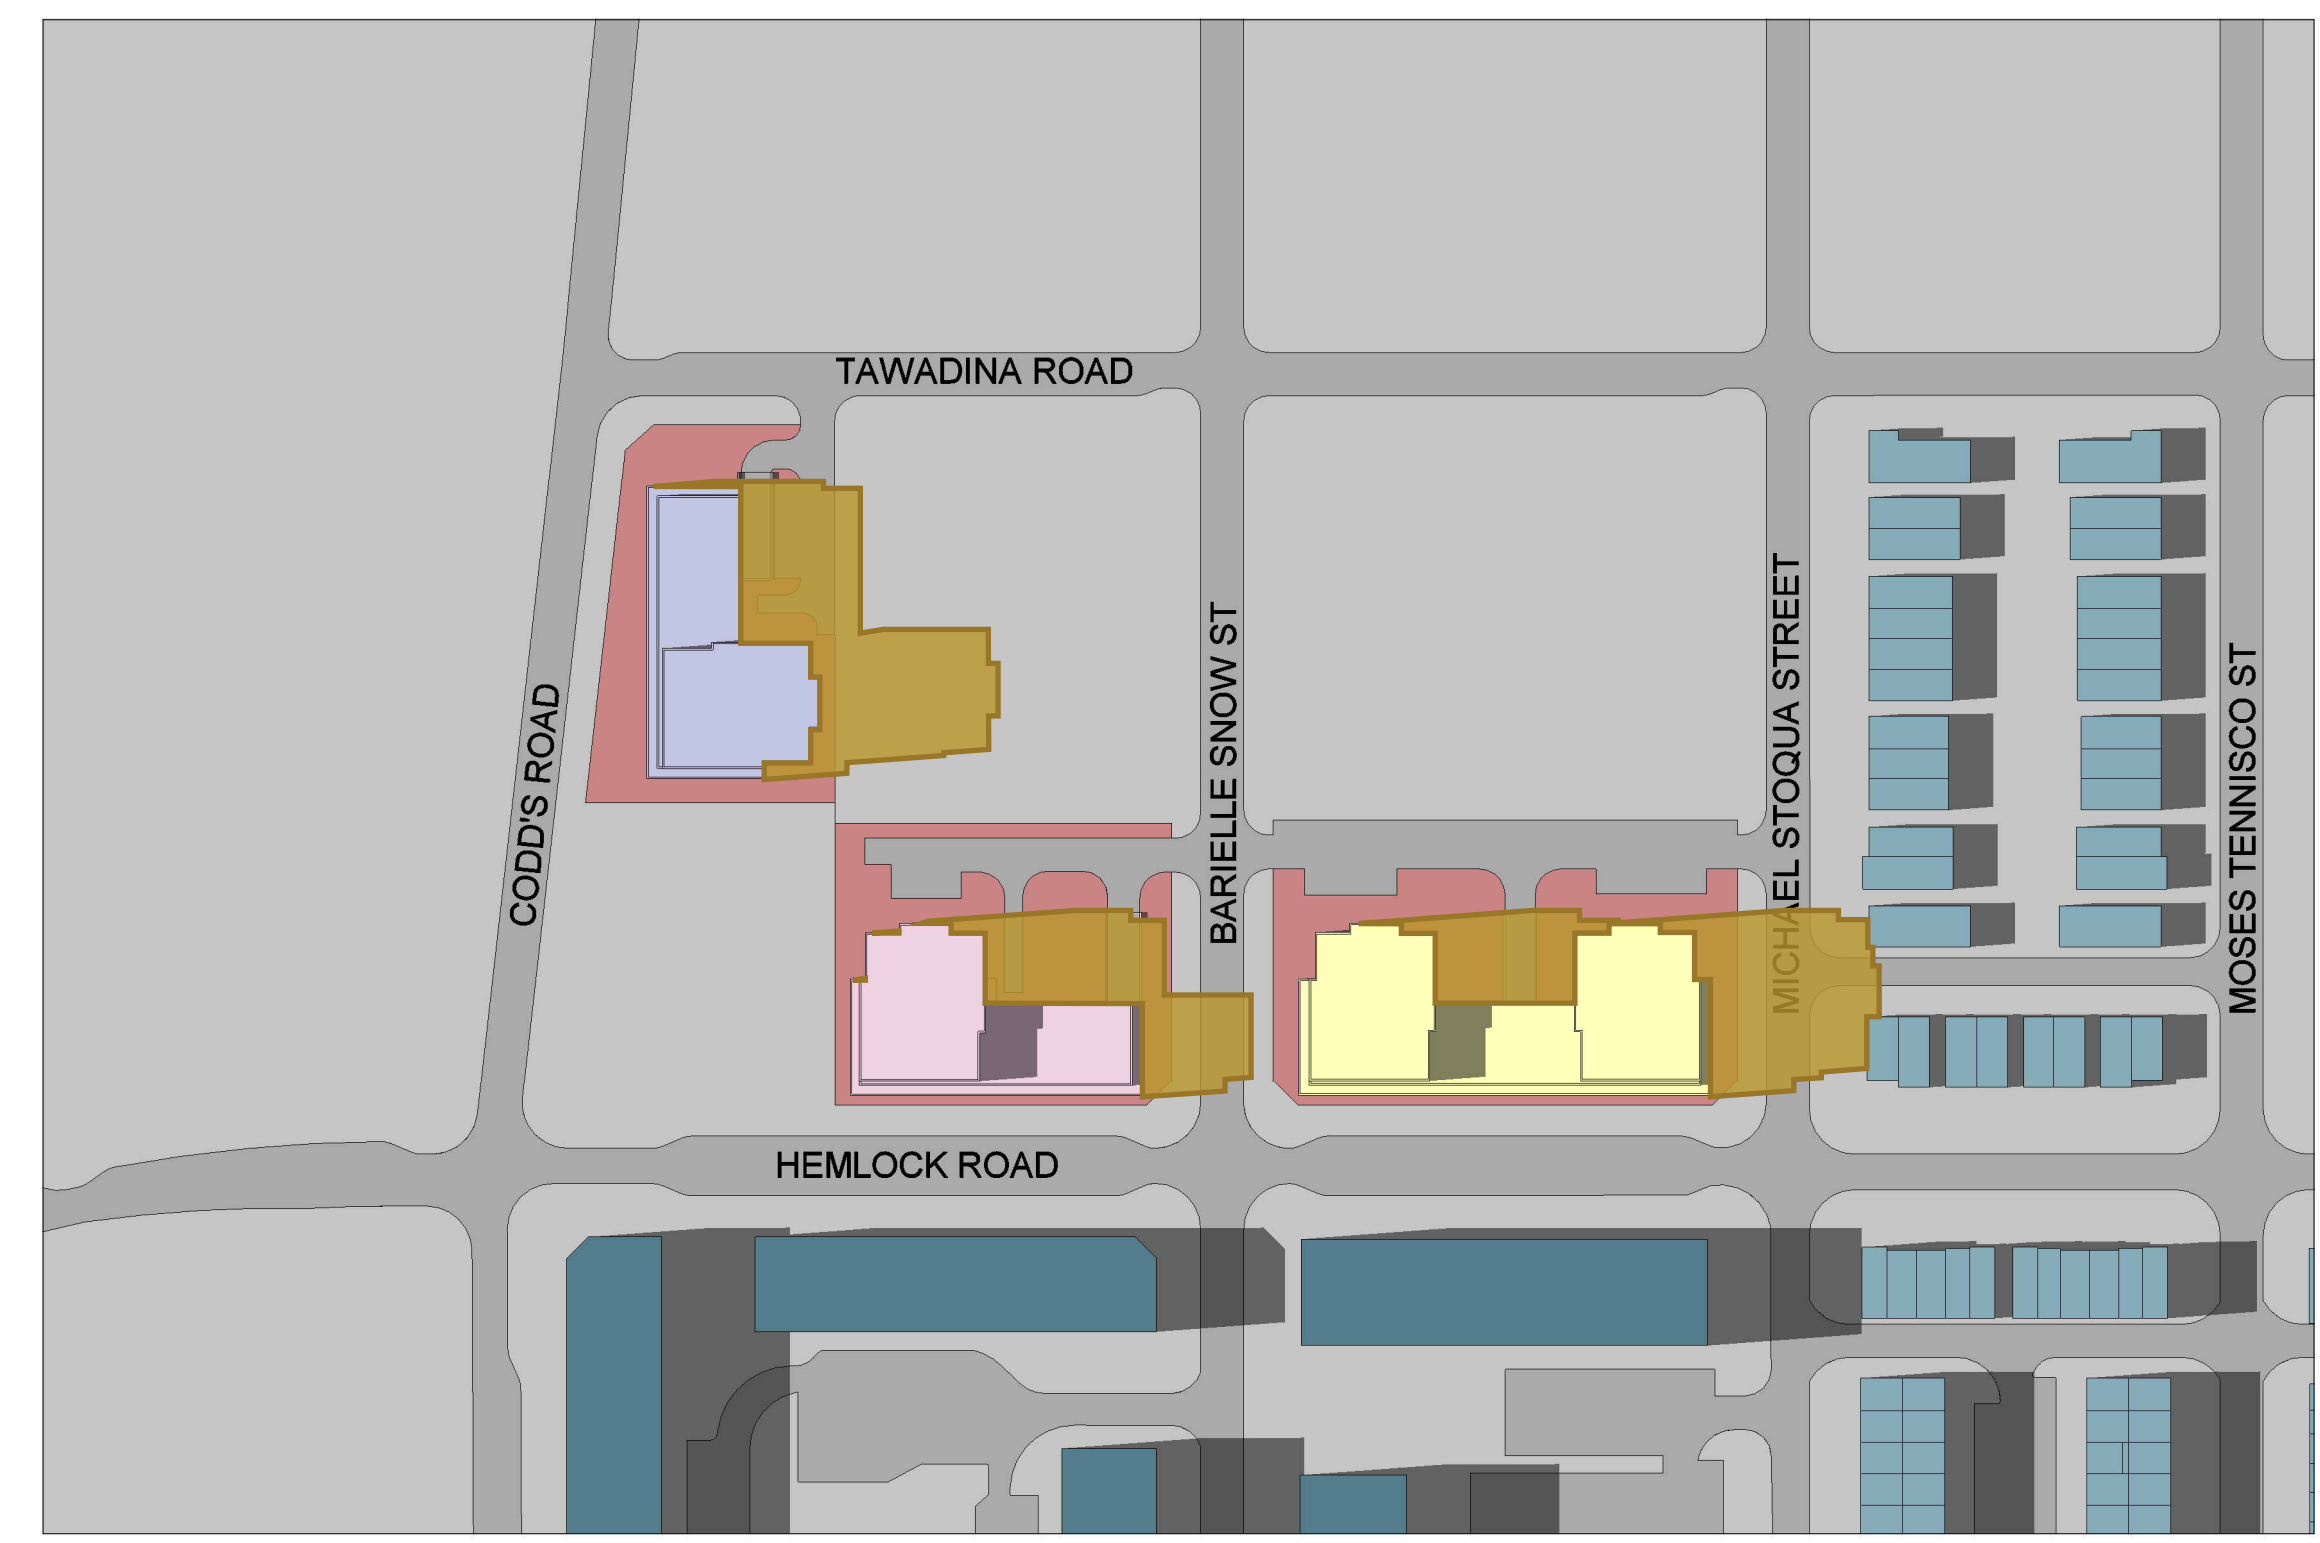 TAWADINA ROAD
CODD'S ROAD
BARIELLE SNOW ST
MICHAEL STOQUA STREET
MOSES TENNISCO ST
HEMLOCK ROAD